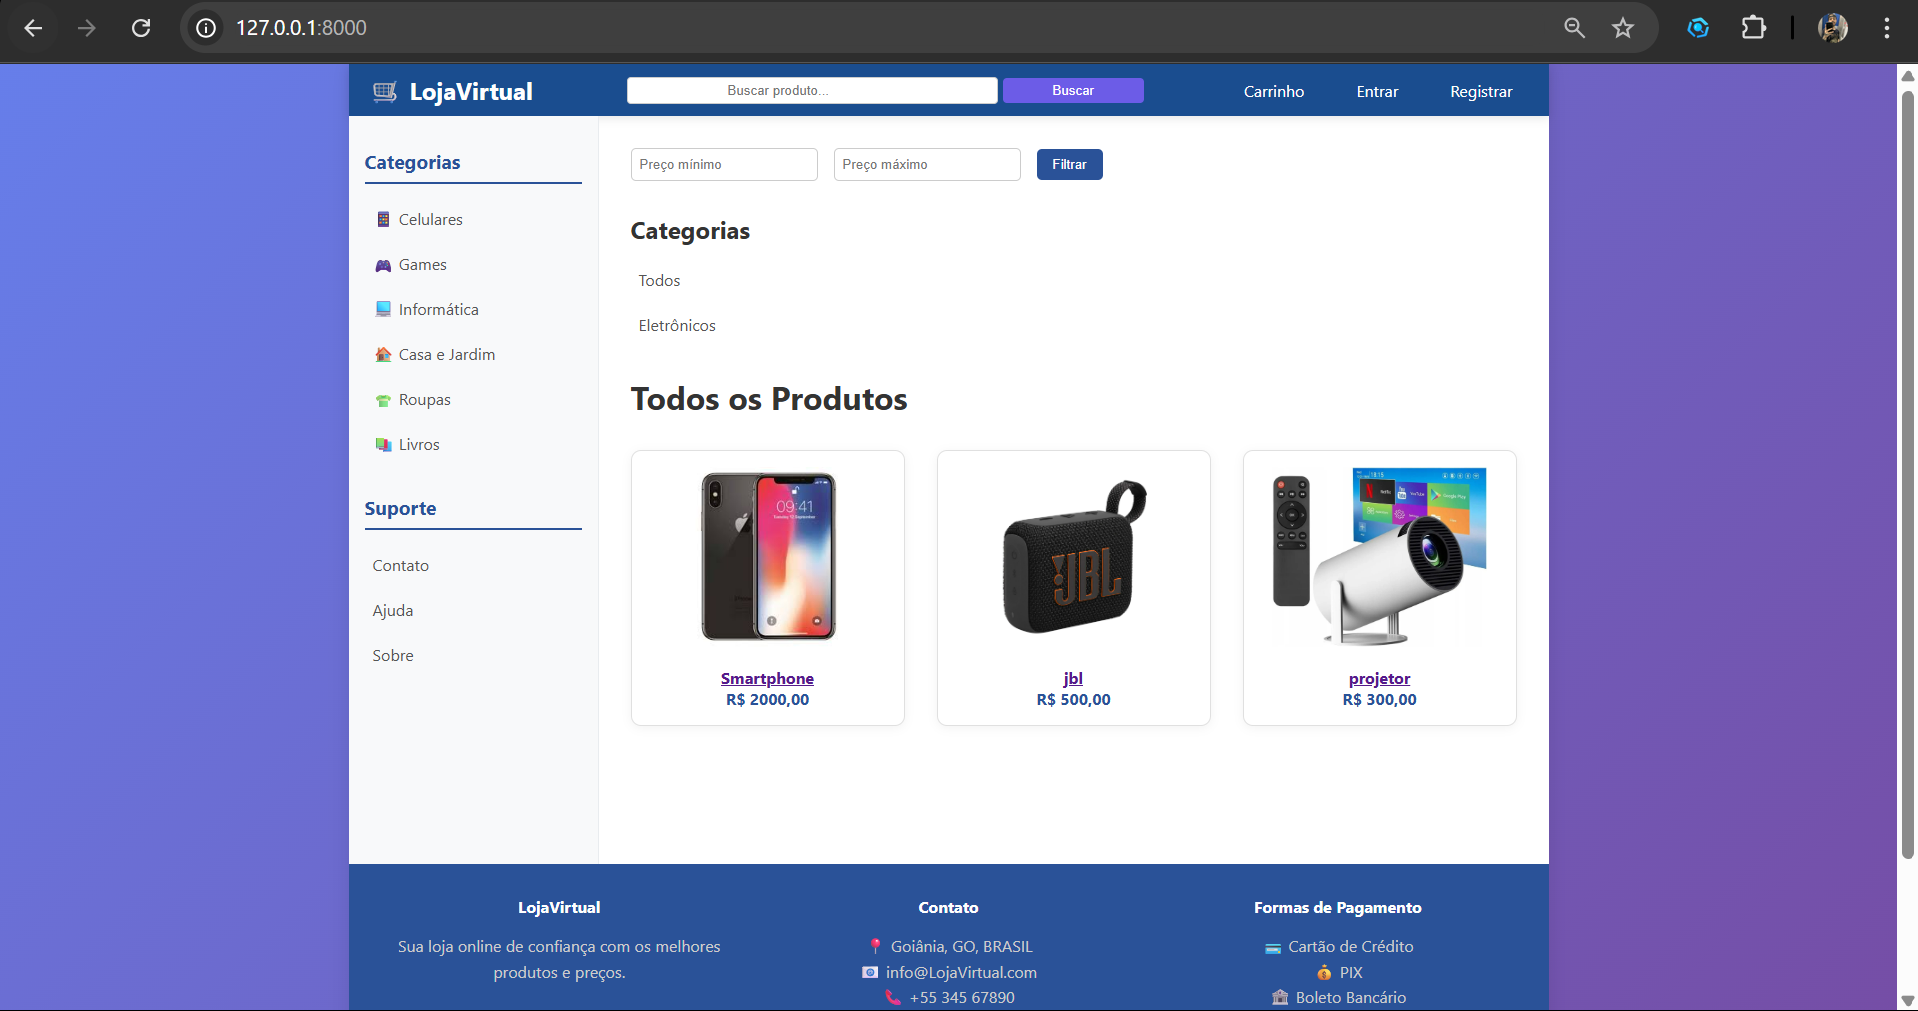 127.0.0.1:8000
LojaVirtual
Buscar produto...
Buscar
Carrinho
Entrar
Registrar
Categorias
Celulares
Games
Informática
Casa e Jardim
Roupas
Livros
Suporte
Contato
Ajuda
Sobre
Preço mínimo
Preço máximo
Filtrar
Categorias
Todos
Eletrônicos
Todos os Produtos
09:41
JBL
Smartphone
R$ 2000,00
jbl
R$ 500,00
projetor
R$ 300,00
LojaVirtual
Sua loja online de confiança com os melhores
produtos e preços.
Contato
Goiânia, GO, BRASIL
info@LojaVirtual.com
+55 345 67890
Formas de Pagamento
Cartão de Crédito
PIX
Boleto Bancário